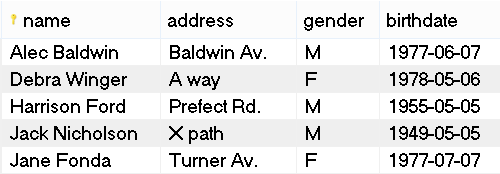 name address gender birthdate
Alec Baldwin Baldwin Av. M 1977-06-07
Debra Winger A way F 1978-05-06
Harrison Ford Prefect Rd. M 1955-05-05
Jack Nicholson X path M 1949-05-05
Jane Fonda Turner Av. F 1977-07-07